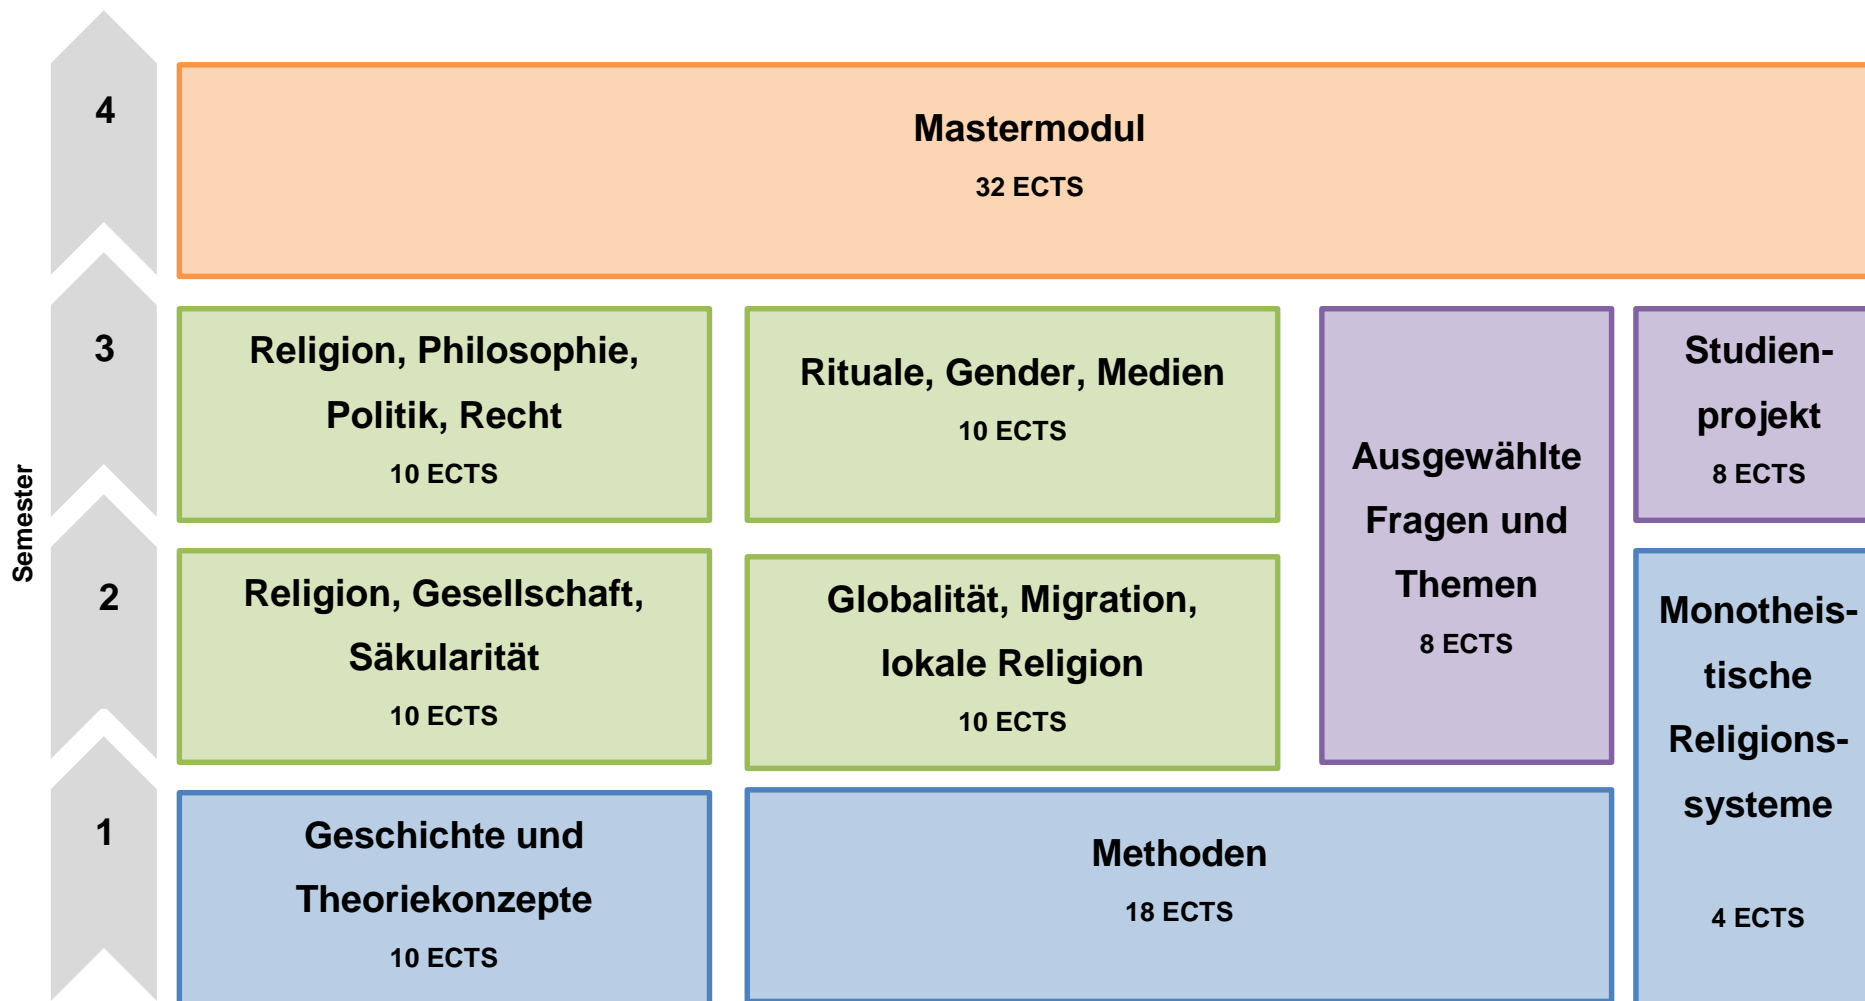 Semester
4
Mastermodul
32 ECTS
3
Religion, Philosophie,
Politik, Recht
10 ECTS
Rituale, Gender, Medien
10 ECTS
Ausgewählte
Fragen und
Themen
8 ECTS
Studien-
projekt
8 ECTS
2
Religion, Gesellschaft,
Säkularität
10 ECTS
Globalität, Migration,
lokale Religion
10 ECTS
Monotheis-
tische
Religions-
systeme
4 ECTS
1
Geschichte und
Theoriekonzepte
10 ECTS
Methoden
18 ECTS